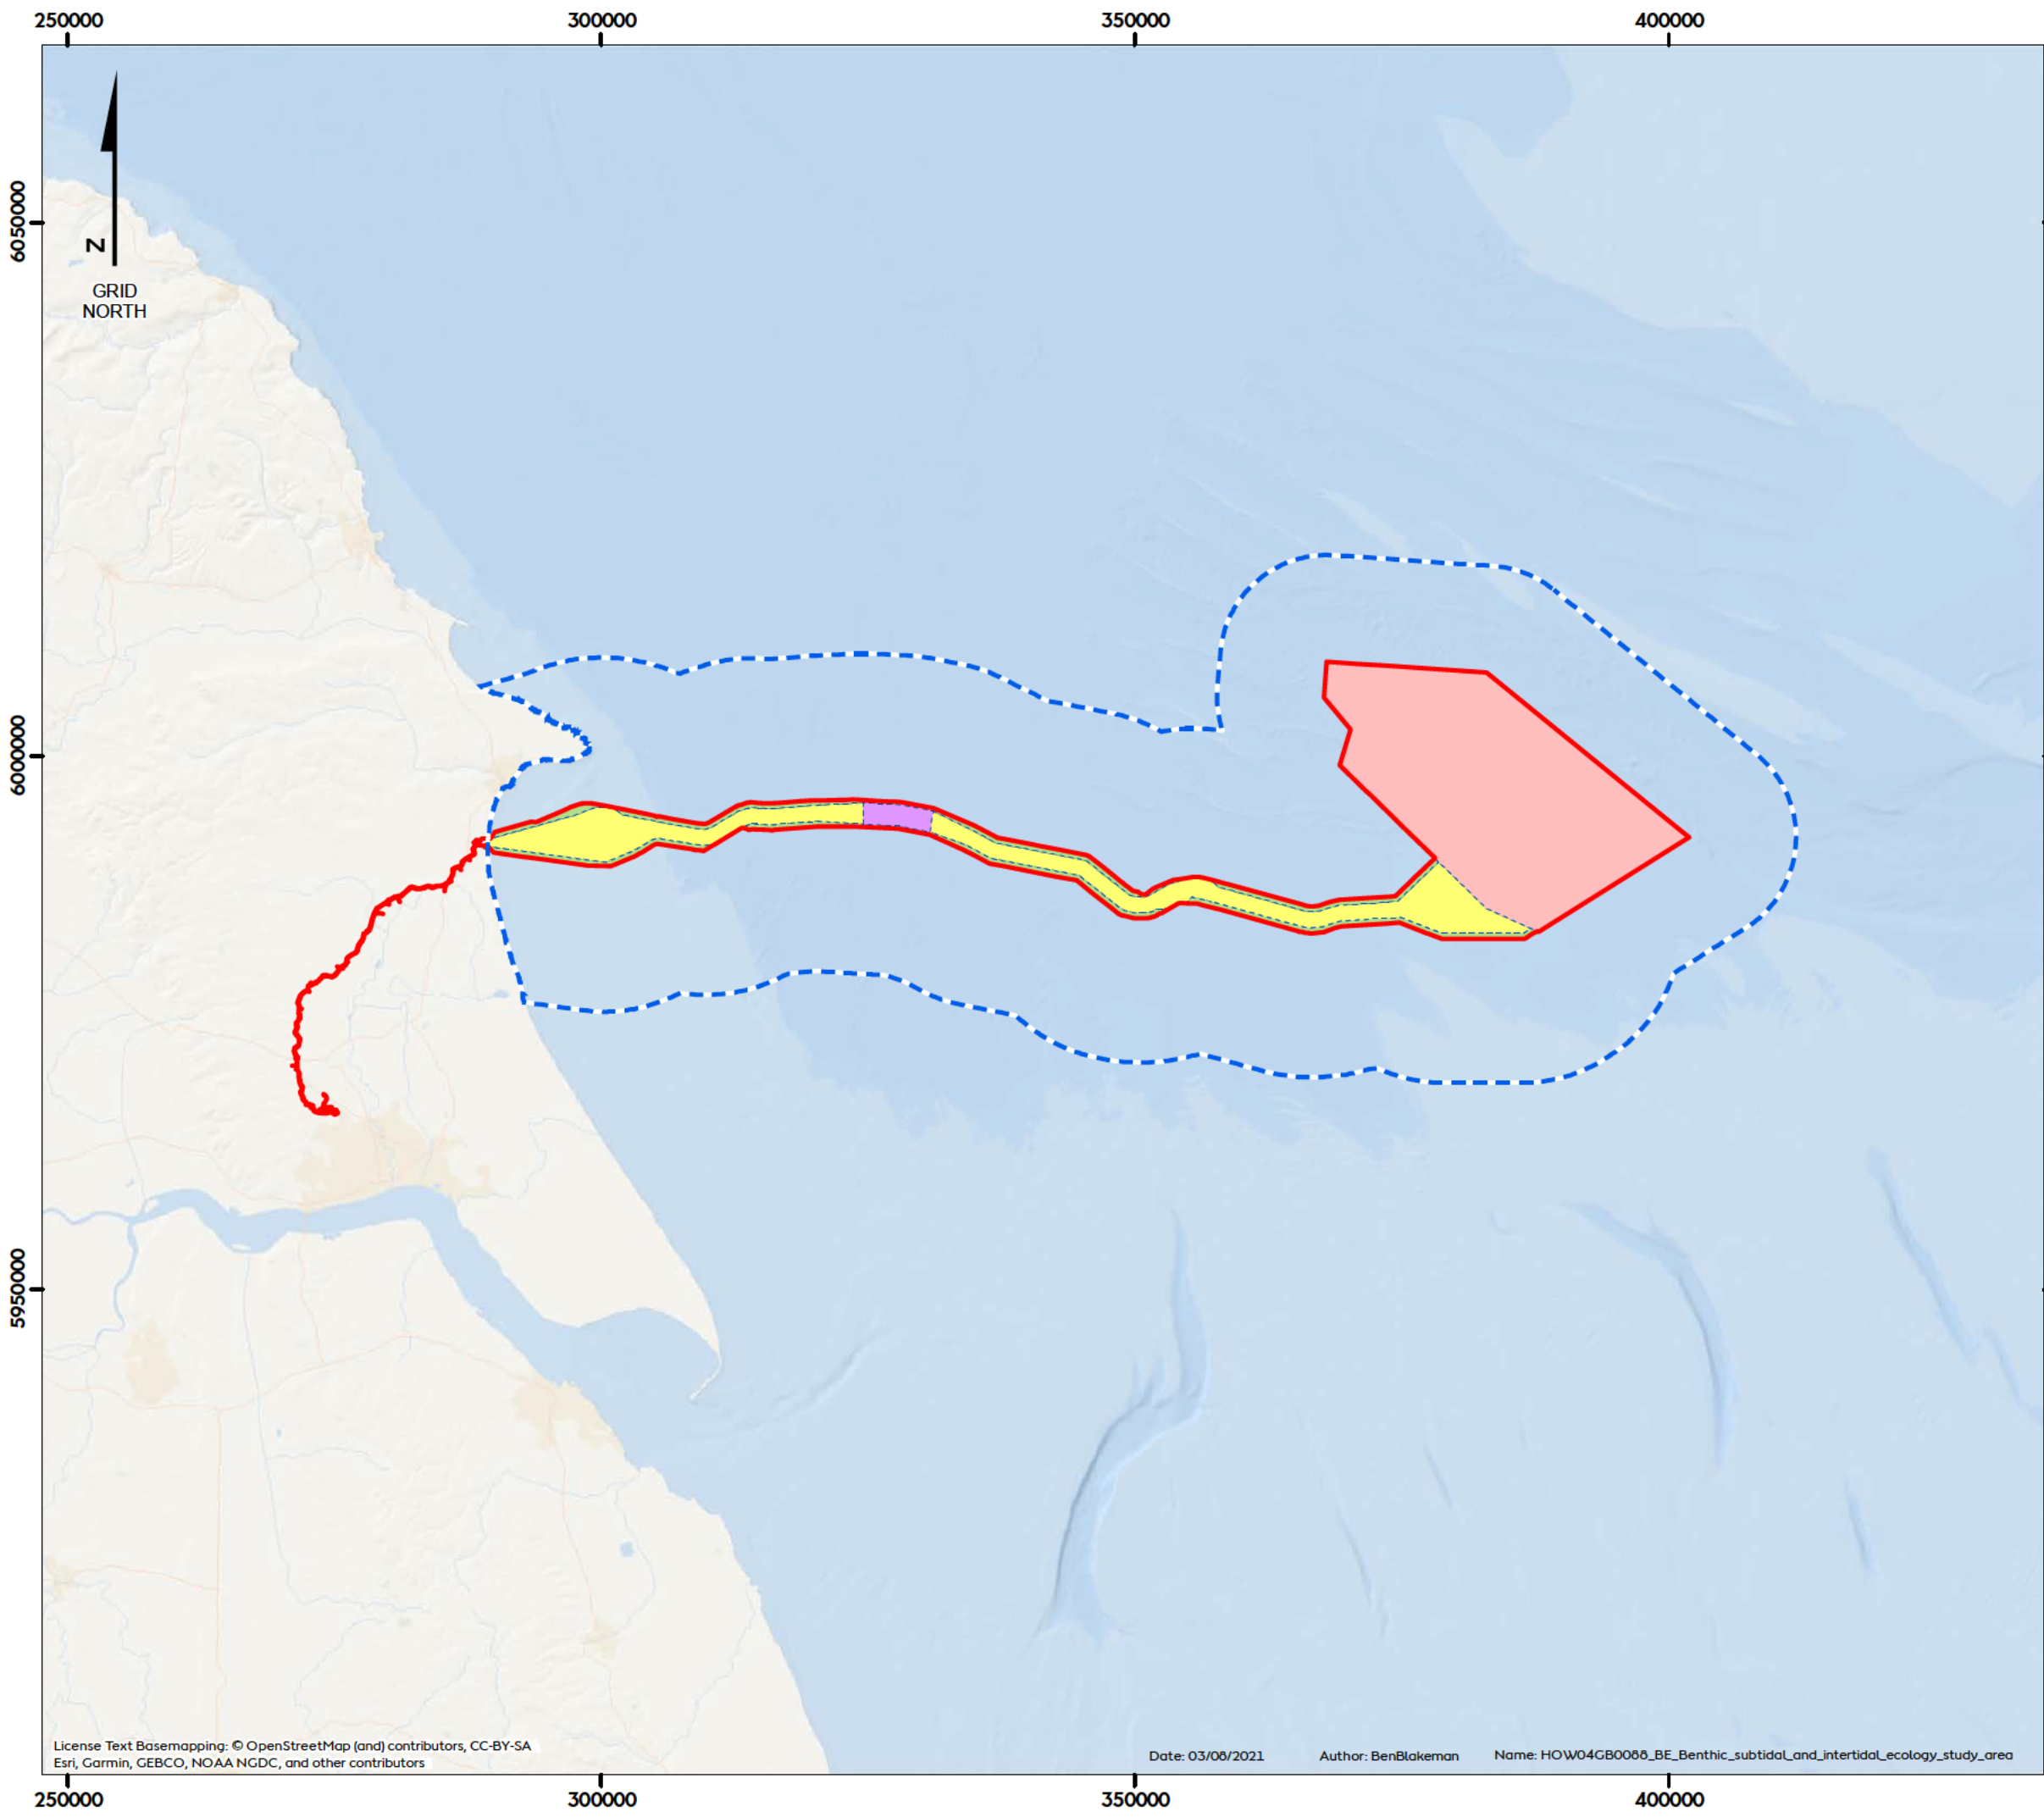 250000 300000 350000 400000
6050000
N
GRID
NORTH
6000000
5950000
License Text Basemapping: © OpenStreetMap (and) contributors, CC-BY-SA
Esri, Garmin, GEBCO, NOAA NGDC, and other contributors
Date: 03/08/2021 Author: BenBlakeman Name: HOW04GB0088_BE_Benthic_subtidal_and_intertidal_ecology_study_area
250000 300000 350000 400000